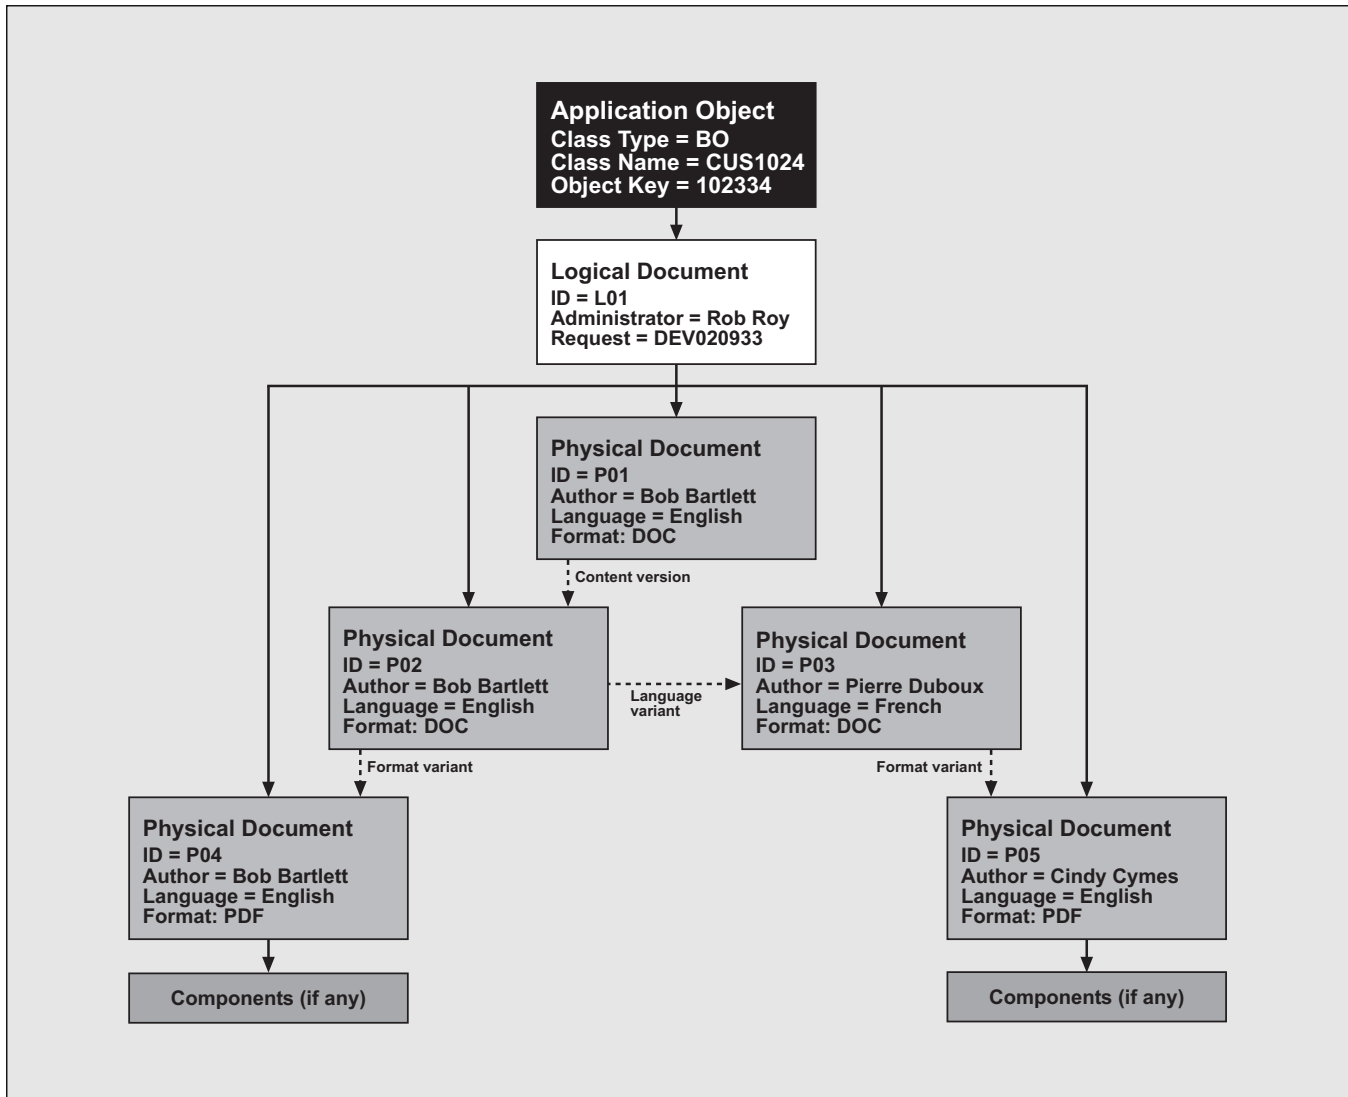 Application Object
Class Type = BO
Class Name = CUS1024
Object Key = 102334
Logical Document
ID = L01
Administrator = Rob Roy
Request = DEV020933
Physical Document
ID = P01
Author = Bob Bartlett
Language = English
Format: DOC
Content version
Physical Document
ID = P02
Author = Bob Bartlett
Language = English
Format: DOC
Language
variant
Physical Document
ID = P03
Author = Pierre Duboux
Language = French
Format: DOC
Format variant
Format variant
Physical Document
ID = P04
Author = Bob Bartlett
Language = English
Format: PDF
Physical Document
ID = P05
Author = Cindy Cymes
Language = English
Format: PDF
Components (if any)
Components (if any)